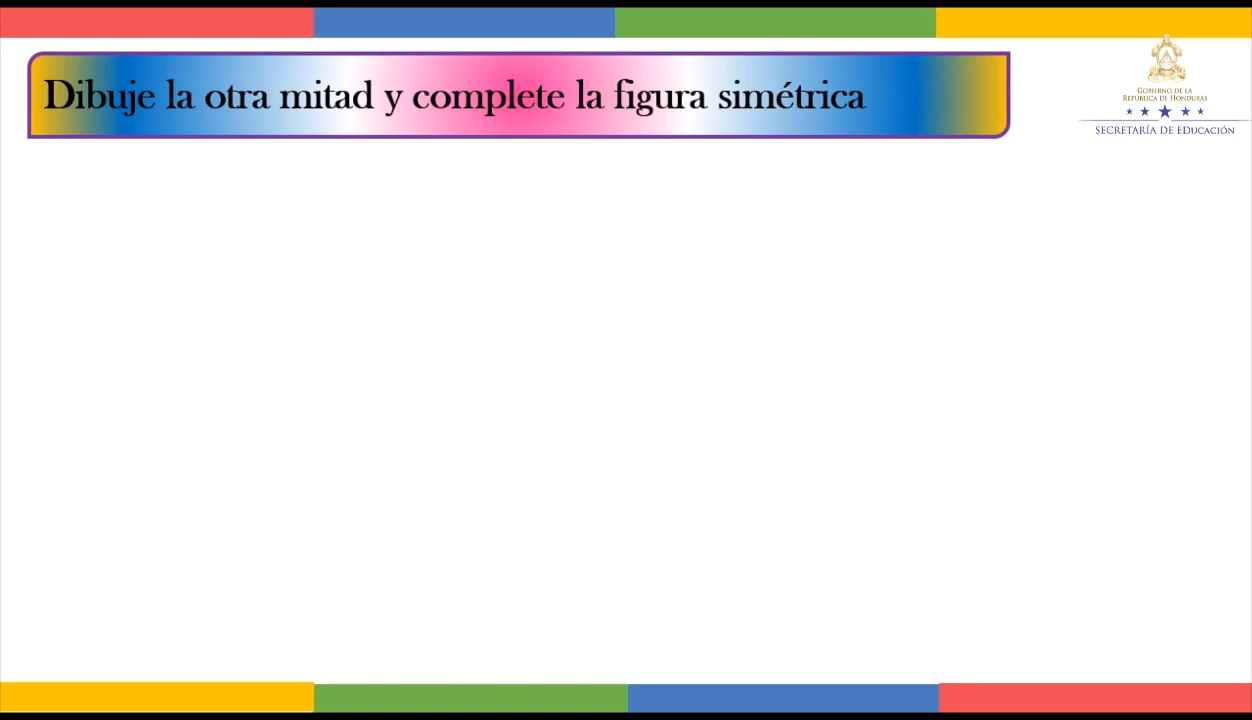 Dibuje la otra mitad y complete la figura simétrica
GOBIERNO DE LA
REPÚBLICA DE HONDURAS
SECRETARÍA DE EDUCACIÓN